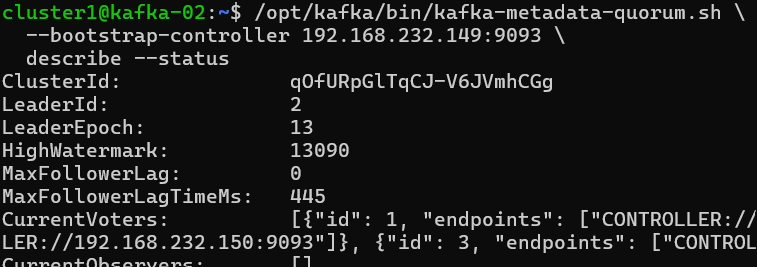 cluster1@kafka-02:~$ /opt/kafka/bin/kafka-metadata-quorum.sh \
--bootstrap-controller 192.168.232.149:9093 \
describe --status
ClusterId: qOfURpGlTqCJ-V6JVmhCGg
LeaderId: 2
LeaderEpoch: 13
HighWatermark: 13090
MaxFollowerLag: 0
MaxFollowerLagTimeMs: 445
CurrentVoters: [{"id": 1, "endpoints": ["CONTROLLER://
LER://192.168.232.150:9093"]}, {"id": 3, "endpoints": ["CONTROL
CurrentObservers: []